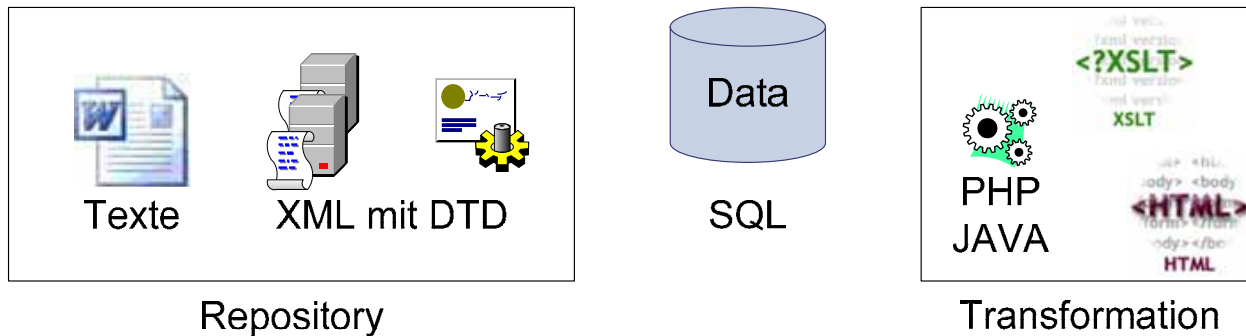 W
Texte
XML mit DTD
Repository
Data
SQL
<?XSLT>
XSLT
PHP
JAVA
<HTML>
HTML
Transformation